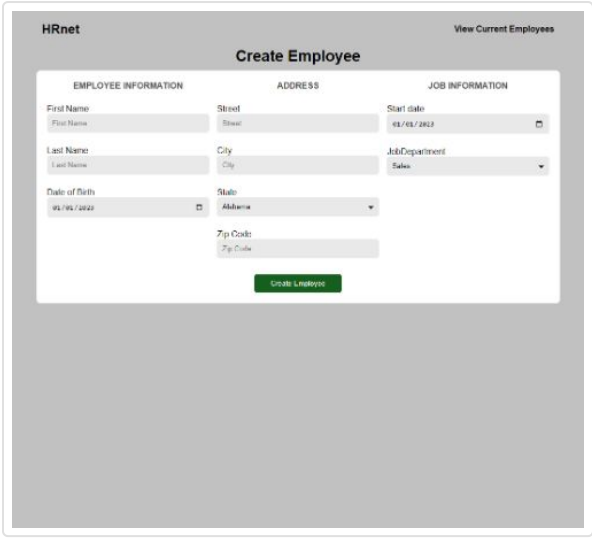 HRnet
View Current Employees
Create Employee
EMPLOYEE INFORMATION
First Name
First Name
Last Name
Last Name
Date of Birth
01/01/2023
ADDRESS
Street
Street
City
City
State
Alabama
Zip Code
Zip Code
JOB INFORMATION
Start date
01/01/2023
JobDepartment
Sales
Create Employee